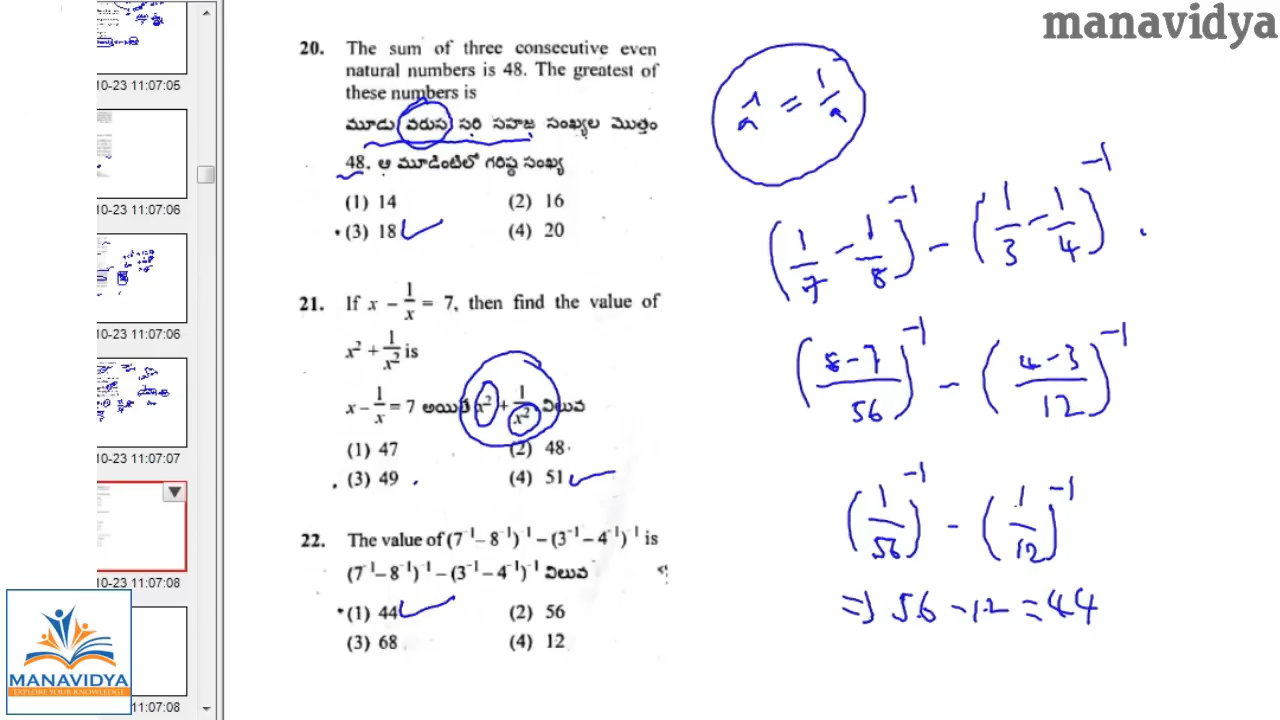 manavidya
10-23 11:07:05
10-23 11:07:06
10-23 11:07:06
10-23 11:07:07
10-23 11:07:08
10-23 11:07:08
20. The sum of three consecutive even
natural numbers is 48. The greatest of
these numbers is
మూడు వరుస సరి సహజ సంఖ్యల మొత్తం
48. ఆ మూడింటిలో గరిష్ఠ సంఖ్య
(1) 14 (2) 16
(3) 18 (4) 20
21. If x − 1/x = 7, then find the value of
x² + 1/x² is
x − 1/x = 7 అయితే x² + 1/x² విలువ
(1) 47 (2) 48
(3) 49 (4) 51
22. The value of (7⁻¹ − 8⁻¹)⁻¹ − (3⁻¹ − 4⁻¹)⁻¹ is
(7⁻¹ − 8⁻¹)⁻¹ − (3⁻¹ − 4⁻¹)⁻¹ విలువ
(1) 44 (2) 56
(3) 68 (4) 12
(1/7 − 1/8)⁻¹ − (1/3 − 1/4)⁻¹
((8−7)/56)⁻¹ − ((4−3)/12)⁻¹
(1/56)⁻¹ − (1/12)⁻¹
⇒ 56 − 12 = 44
MANAVIDYA
EXPLORE YOUR KNOWLEDGE